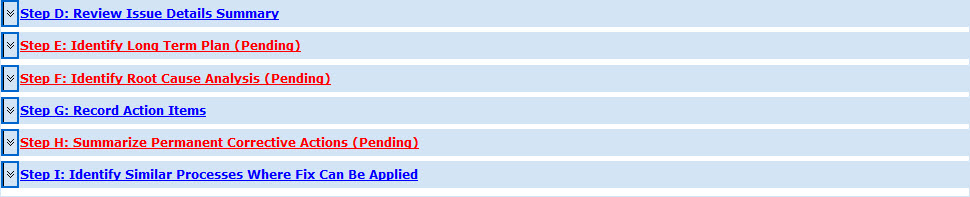 Step D: Review Issue Details Summary
Step E: Identify Long Term Plan (Pending)
Step F: Identify Root Cause Analysis (Pending)
Step G: Record Action Items
Step H: Summarize Permanent Corrective Actions (Pending)
Step I: Identify Similar Processes Where Fix Can Be Applied